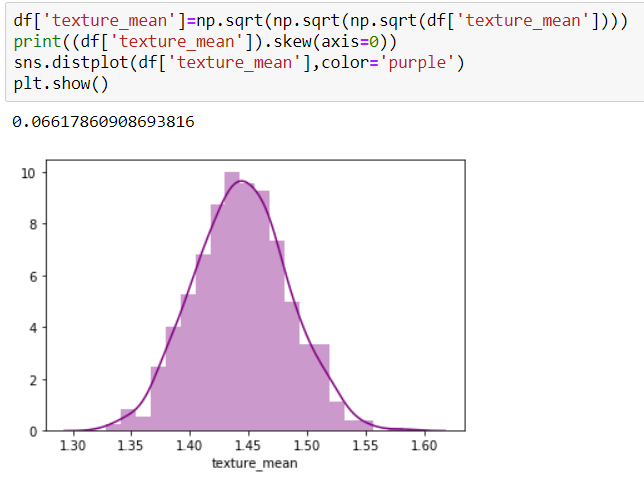 df['texture_mean']=np.sqrt(np.sqrt(np.sqrt(df['texture_mean'])))
print((df['texture_mean']).skew(axis=0))
sns.distplot(df['texture_mean'],color='purple')
plt.show()
0.06617860908693816
10
8
6
4
2
0
1.30 1.35 1.40 1.45 1.50 1.55 1.60
texture_mean